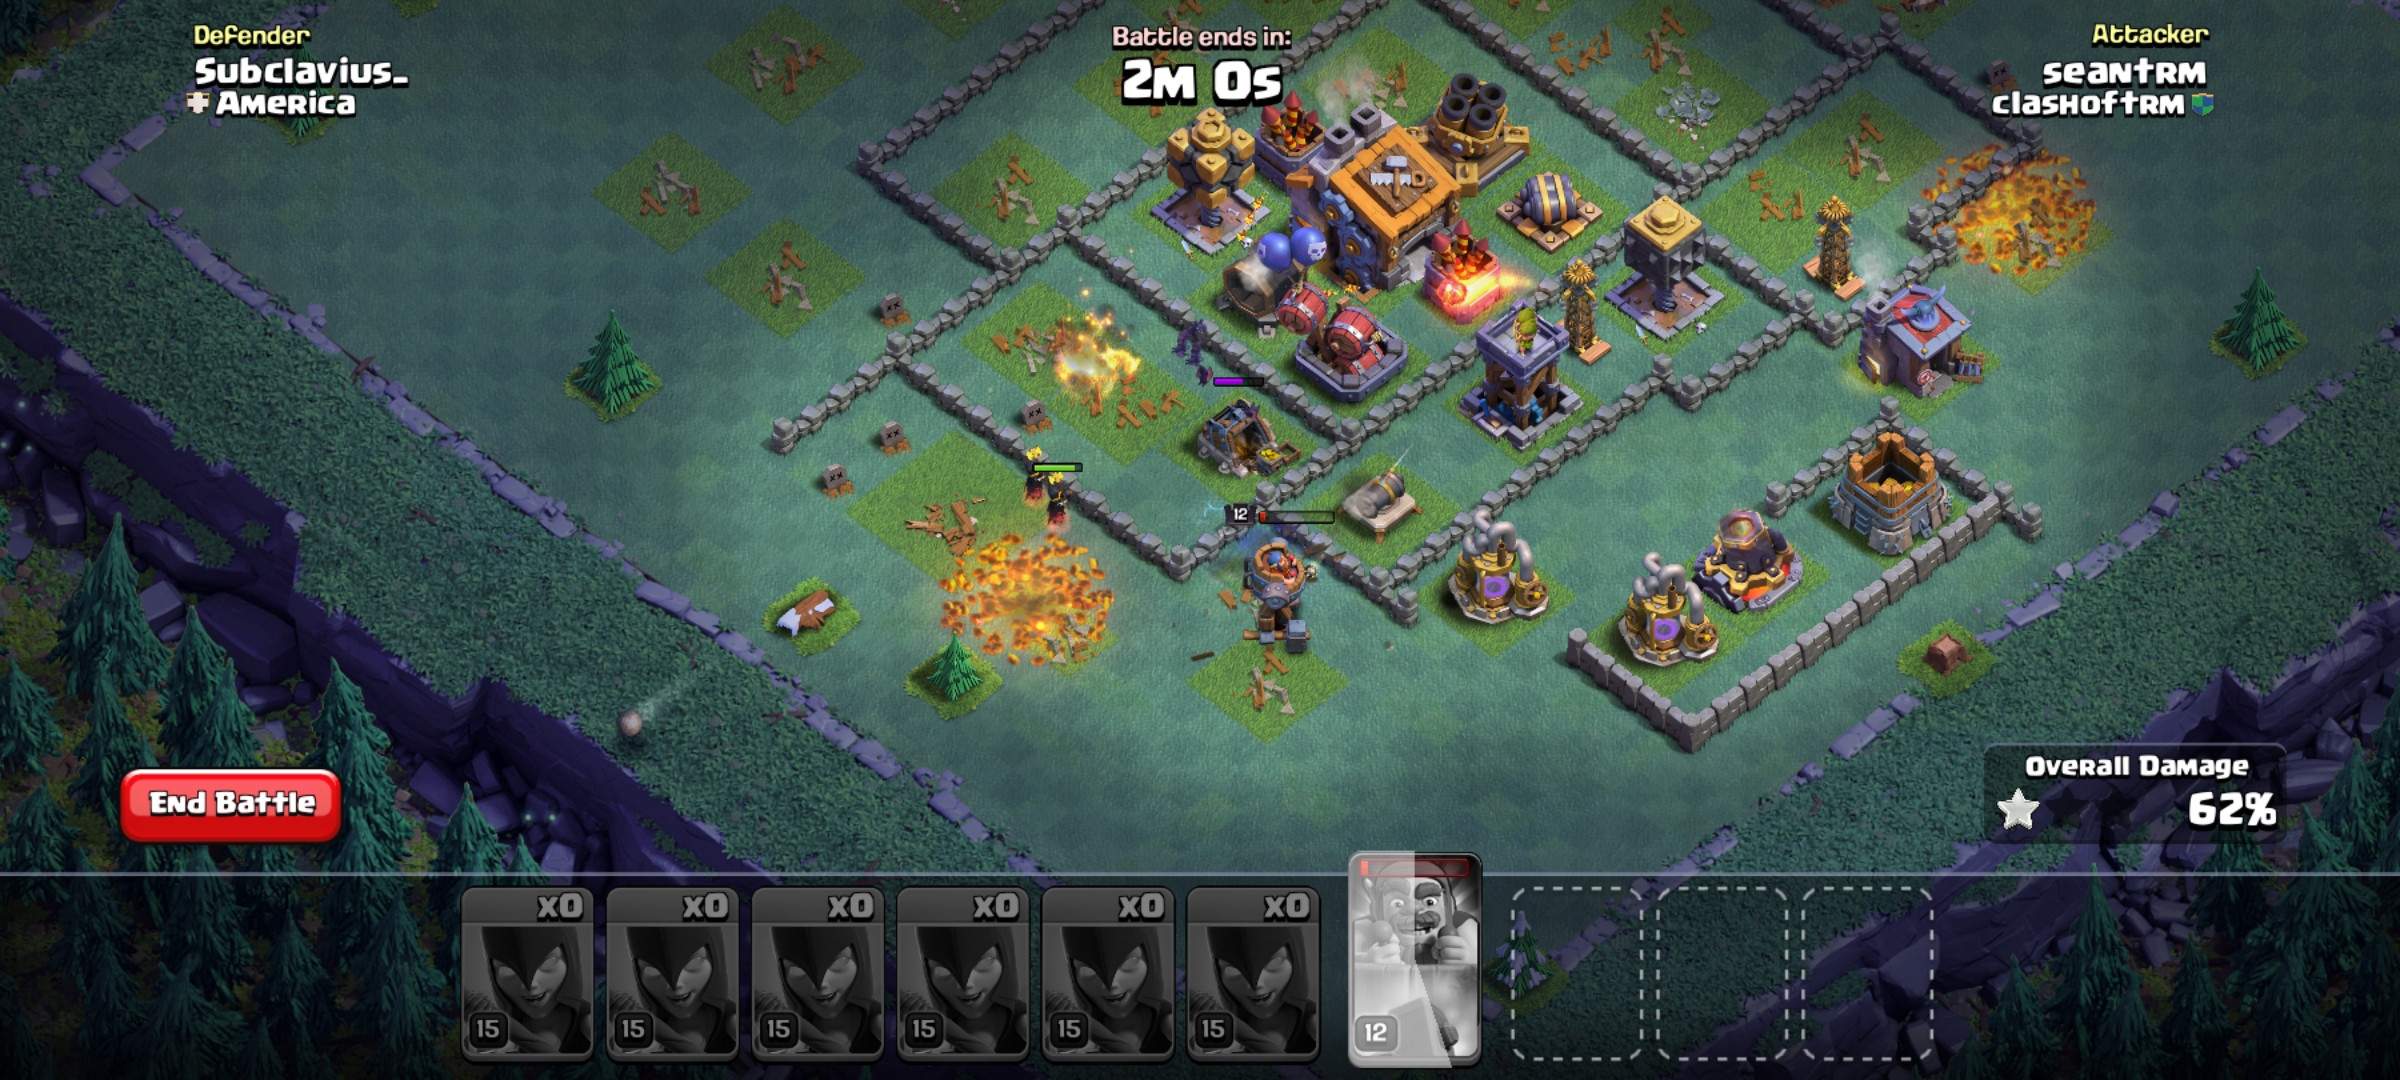 Defender
Subclavius_
America
Battle ends in:
2m 0s
Attacker
seantrm
clashoftrm
12
End Battle
Overall Damage
62%
x0
x0
x0
x0
x0
x0
15
15
15
15
15
15
12